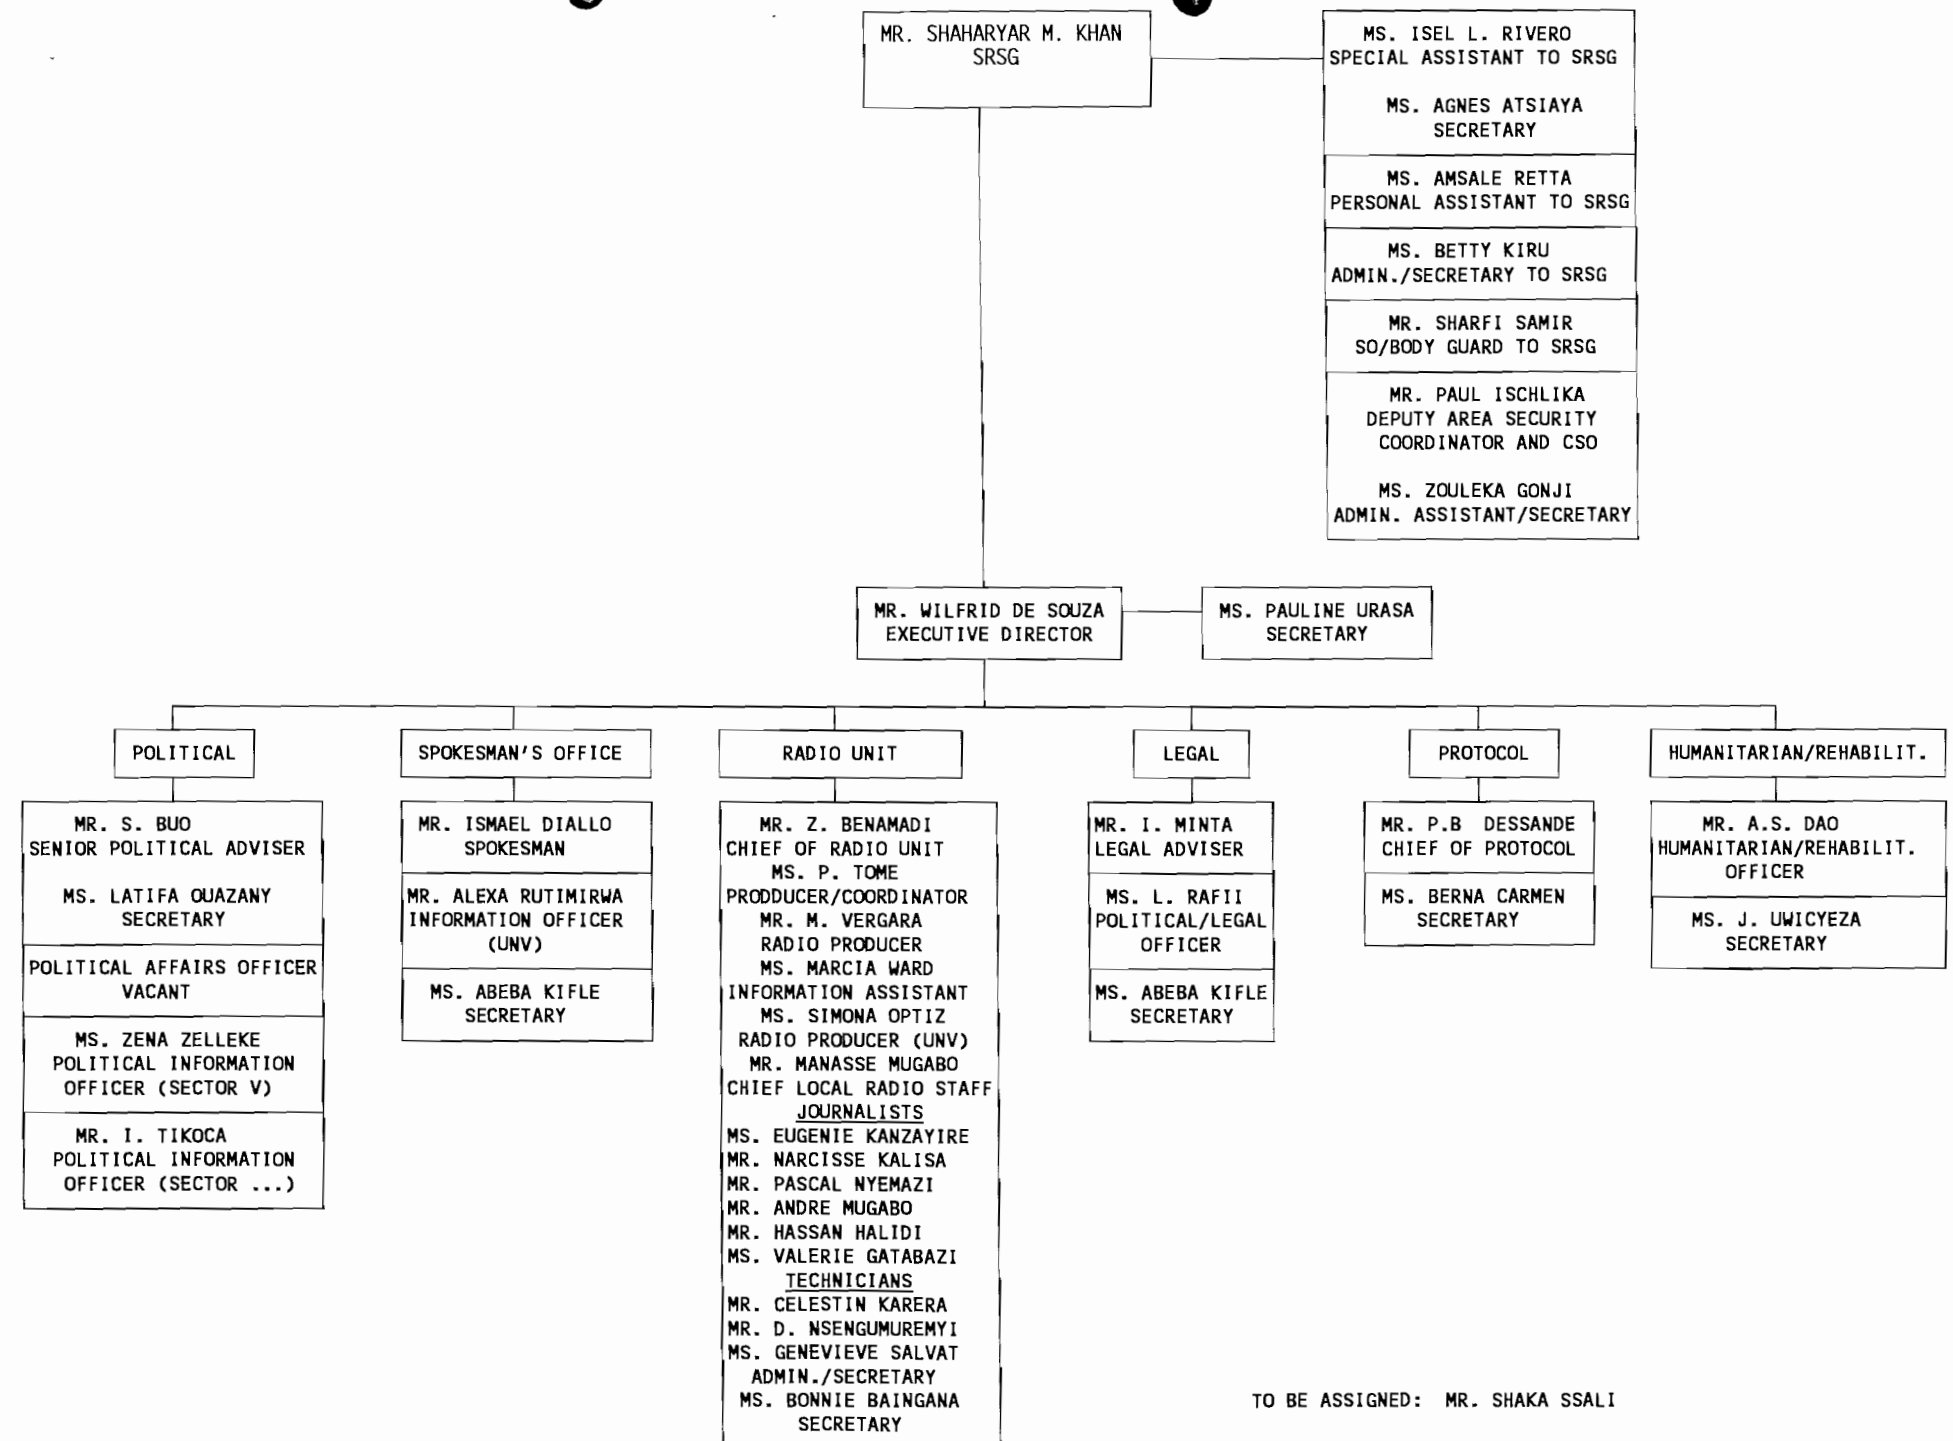 MR. SHAHARYAR M. KHAN
SRSG
MS. ISEL L. RIVERO
SPECIAL ASSISTANT TO SRSG
MS. AGNES ATSIAYA
SECRETARY
MS. AMSALE RETTA
PERSONAL ASSISTANT TO SRSG
MS. BETTY KIRU
ADMIN./SECRETARY TO SRSG
MR. SHARFI SAMIR
SO/BODY GUARD TO SRSG
MR. PAUL ISCHLIKA
DEPUTY AREA SECURITY
COORDINATOR AND CSO
MS. ZOULEKA GONJI
ADMIN. ASSISTANT/SECRETARY
MR. WILFRID DE SOUZA
EXECUTIVE DIRECTOR
MS. PAULINE URASA
SECRETARY
POLITICAL
MR. S. BUO
SENIOR POLITICAL ADVISER
MS. LATIFA OUAZANY
SECRETARY
POLITICAL AFFAIRS OFFICER
VACANT
MS. ZENA ZELLEKE
POLITICAL INFORMATION
OFFICER (SECTOR V)
MR. I. TIKOCA
POLITICAL INFORMATION
OFFICER (SECTOR ...)
SPOKESMAN'S OFFICE
MR. ISMAEL DIALLO
SPOKESMAN
MR. ALEXA RUTIMIRWA
INFORMATION OFFICER
(UNV)
MS. ABEBA KIFLE
SECRETARY
RADIO UNIT
MR. Z. BENAMADI
CHIEF OF RADIO UNIT
MS. P. TOME
PRODDUCER/COORDINATOR
MR. M. VERGARA
RADIO PRODUCER
MS. MARCIA WARD
INFORMATION ASSISTANT
MS. SIMONA OPTIZ
RADIO PRODUCER (UNV)
MR. MANASSE MUGABO
CHIEF LOCAL RADIO STAFF
JOURNALISTS
MS. EUGENIE KANZAYIRE
MR. NARCISSE KALISA
MR. PASCAL NYEMAZI
MR. ANDRE MUGABO
MR. HASSAN HALIDI
MS. VALERIE GATABAZI
TECHNICIANS
MR. CELESTIN KARERA
MR. D. NSENGUMUREMYI
MS. GENEVIEVE SALVAT
ADMIN./SECRETARY
MS. BONNIE BAINGANA
SECRETARY
LEGAL
MR. I. MINTA
LEGAL ADVISER
MS. L. RAFII
POLITICAL/LEGAL
OFFICER
MS. ABEBA KIFLE
SECRETARY
PROTOCOL
MR. P.B DESSANDE
CHIEF OF PROTOCOL
MS. BERNA CARMEN
SECRETARY
HUMANITARIAN/REHABILIT.
MR. A.S. DAO
HUMANITARIAN/REHABILIT.
OFFICER
MS. J. UWICYEZA
SECRETARY
TO BE ASSIGNED: MR. SHAKA SSALI